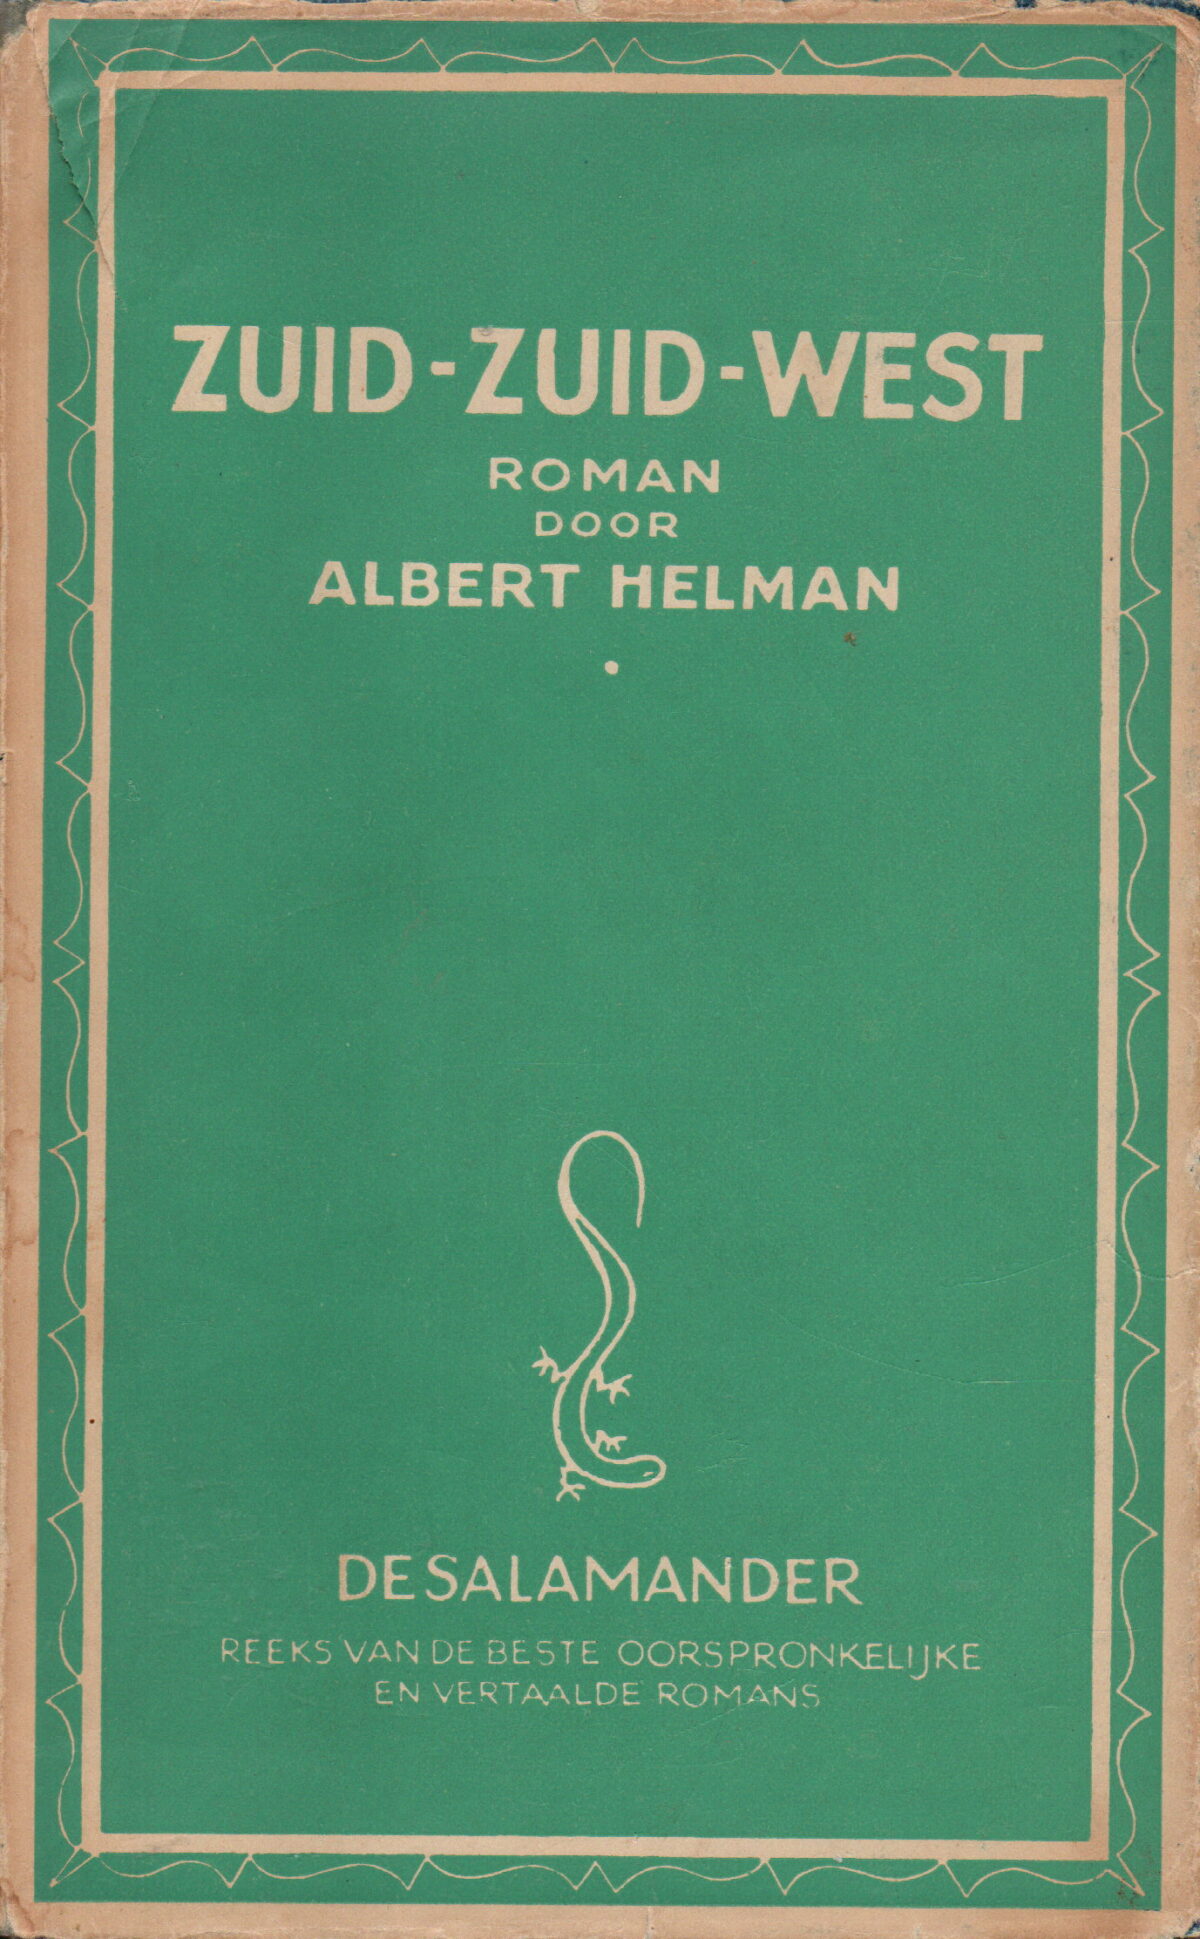 ZUID-ZUID-WEST
ROMAN
DOOR
ALBERT HELMAN
DE SALAMANDER
REEKS VAN DE BESTE OORSPRONKELIJKE
EN VERTAALDE ROMANS